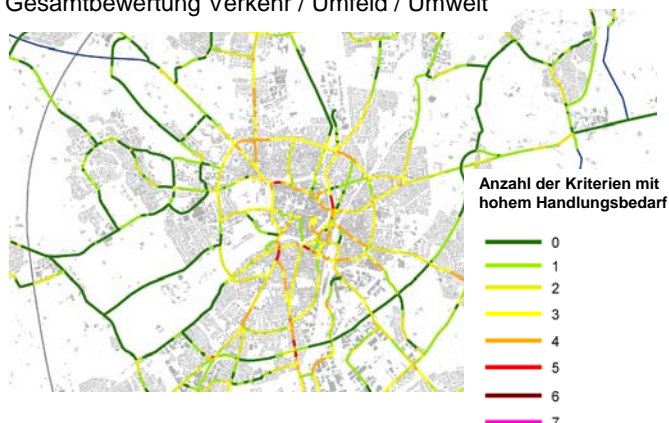 Gesamtbewertung Verkehr / Umfeld / Umwelt
Anzahl der Kriterien mit
hohem Handlungsbedarf
0
1
2
3
4
5
6
7